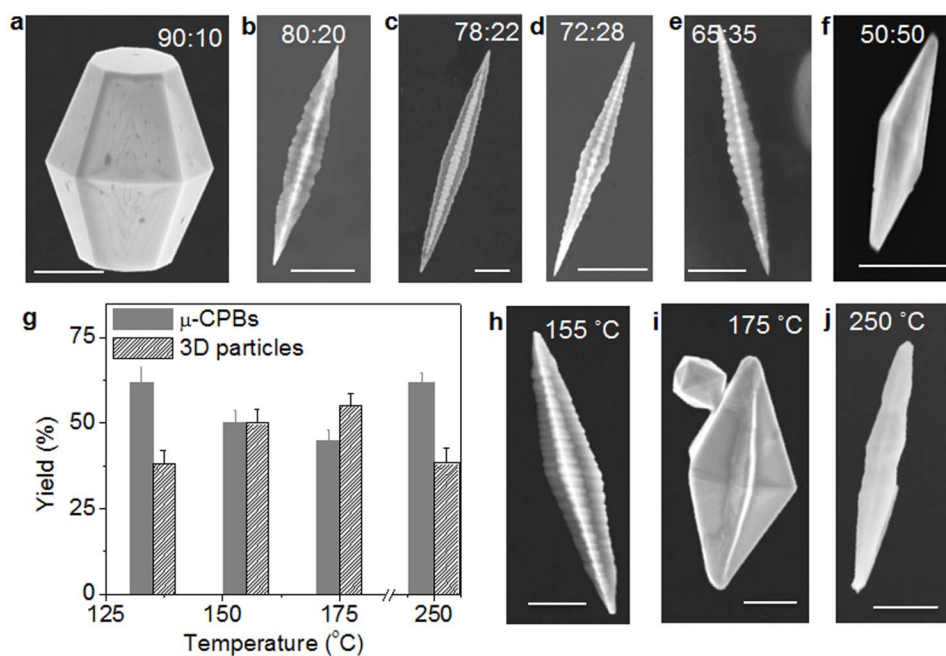 a 90:10
b 80:20
c 78:22
d 72:28
e 65:35
f 50:50
g
μ-CPBs
3D particles
75
50
25
0
Yield (%)
125 150 175 250
Temperature (°C)
h 155 °C
i 175 °C
j 250 °C